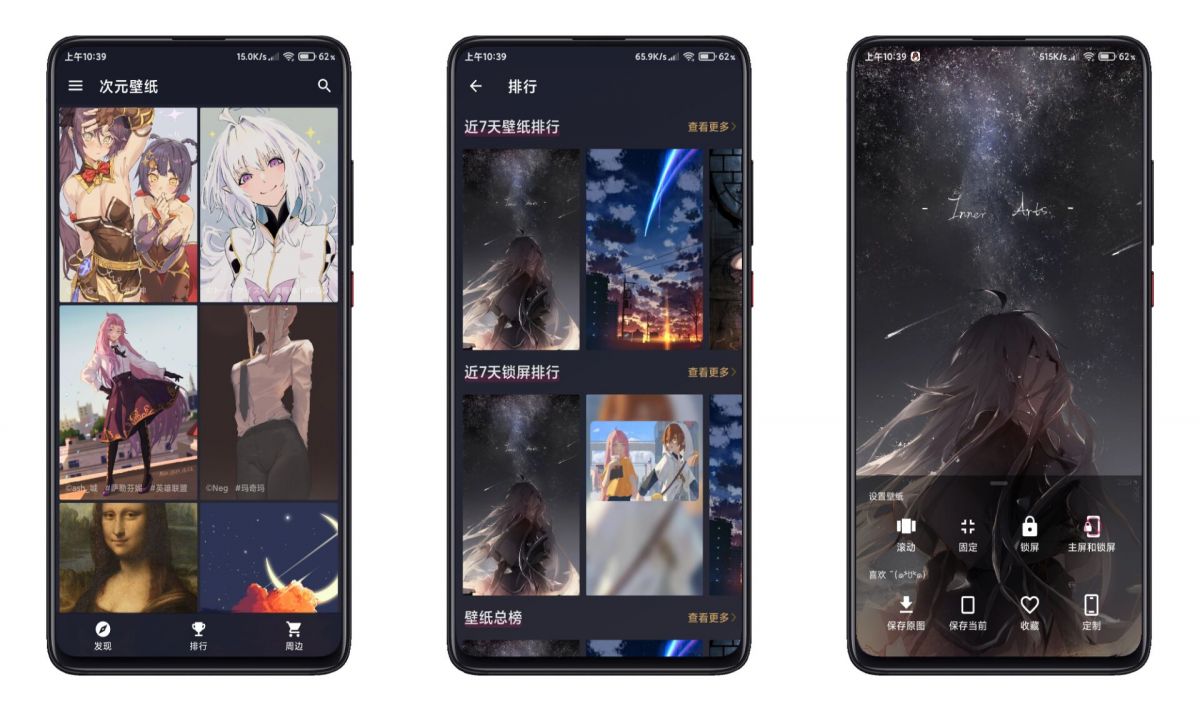 上午10:39
15.0K/s
62%
次元壁纸
©ash_城 #萨勒芬妮 #英雄联盟
©Neg #玛奇玛
发现
排行
周边
上午10:39
65.9K/s
62%
排行
近7天壁纸排行
查看更多
近7天锁屏排行
查看更多
壁纸总榜
查看更多
上午10:39
515K/s
62%
- Inner Arts. -
设置壁纸
滚动
固定
锁屏
主屏和锁屏
喜欢
保存原图
保存当前
收藏
定制